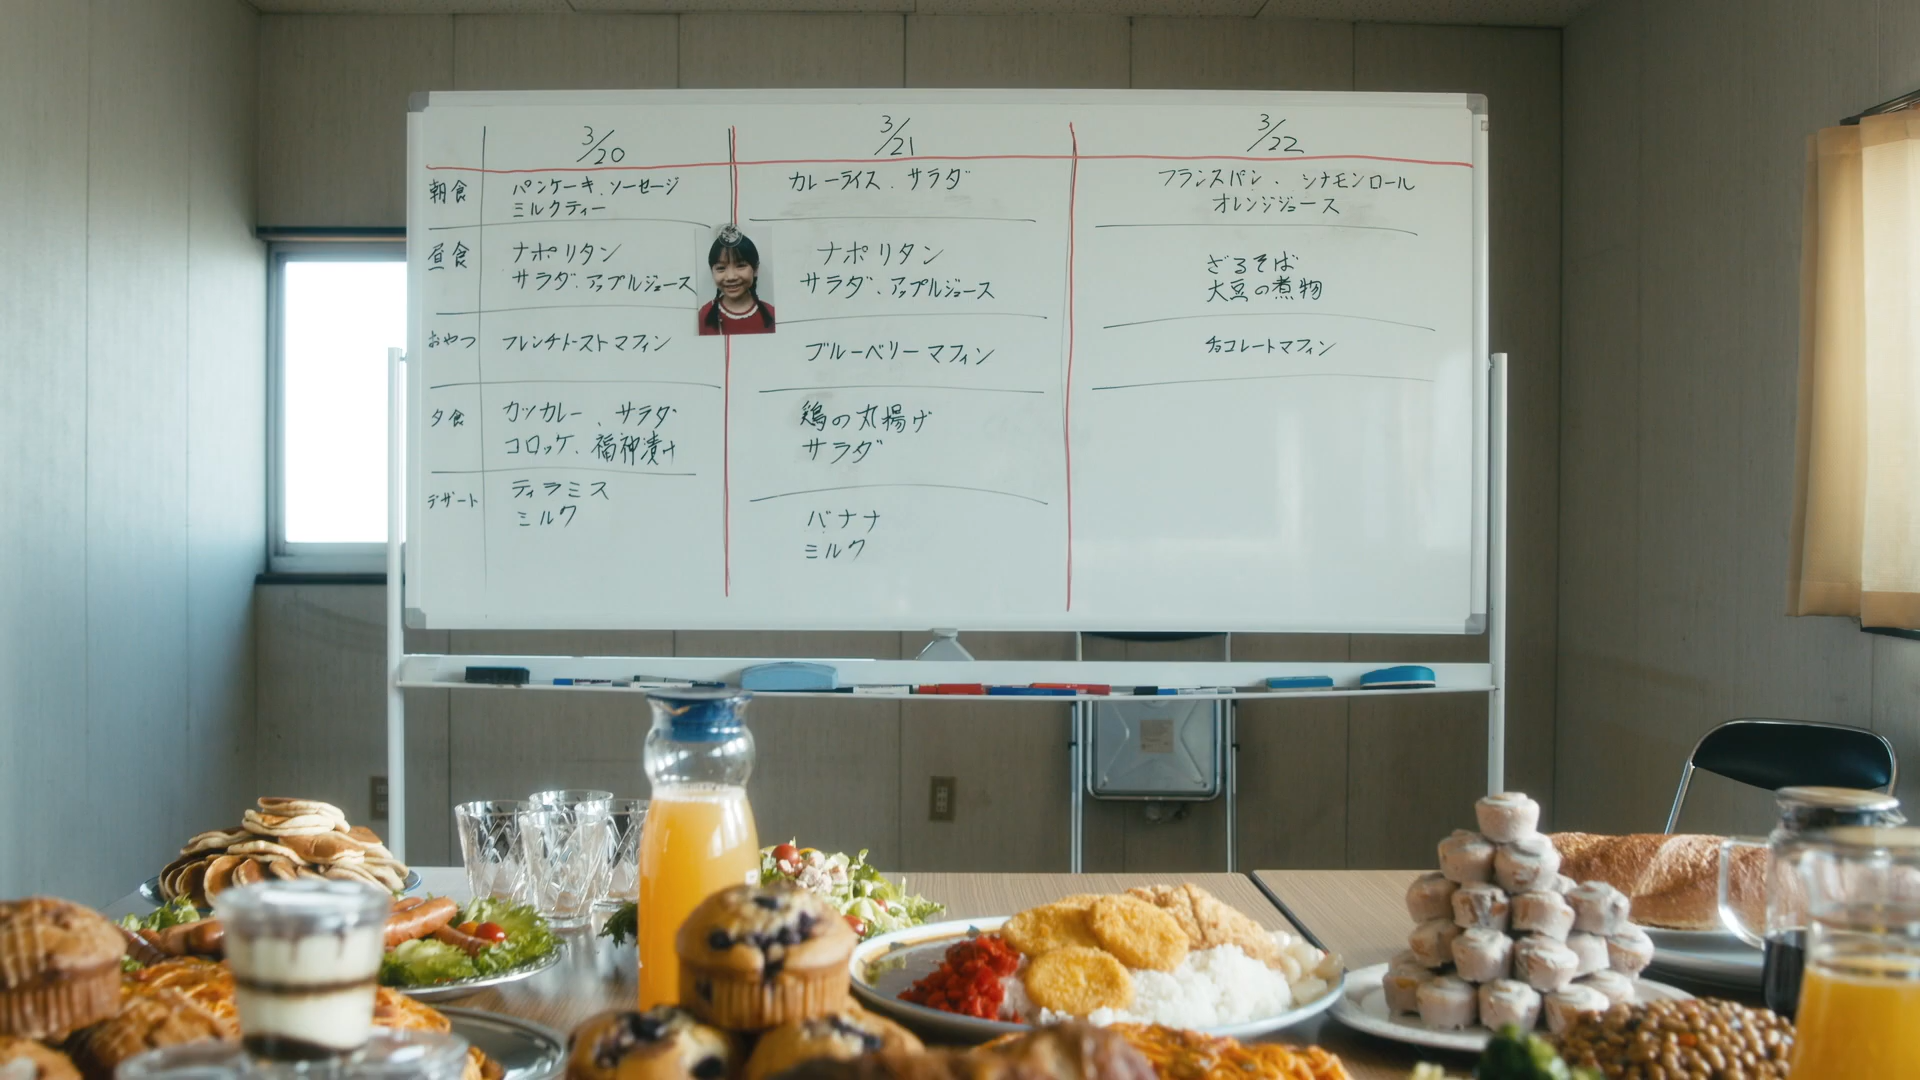 3/20
3/21
3/22
朝食
パンケーキ、ソーセージ
ミルクティー
カレーライス、サラダ
フランスパン、シナモンロール
オレンジジュース
昼食
ナポリタン
サラダ、アップルジュース
ナポリタン
サラダ、アップルジュース
ざるそば
大豆の煮物
おやつ
フレンチトーストマフィン
ブルーベリーマフィン
チョコレートマフィン
夕食
カツカレー、サラダ
コロッケ、福神漬け
鶏の丸揚げ
サラダ
デザート
ティラミス
ミルク
バナナ
ミルク